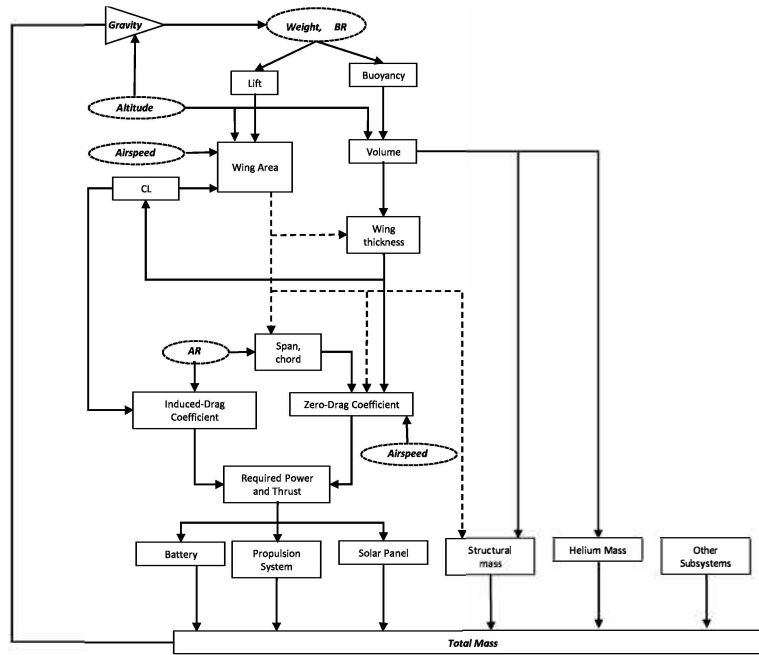 Gravity
Weight, BR
Lift
Buoyancy
Altitude
Airspeed
Wing Area
Volume
CL
Wing
thickness
AR
Span,
chord
Induced-Drag
Coefficient
Zero-Drag Coefficient
Airspeed
Required Power
and Thrust
Battery
Propulsion
System
Solar Panel
Structural
mass
Helium Mass
Other
Subsystems
Total Mass